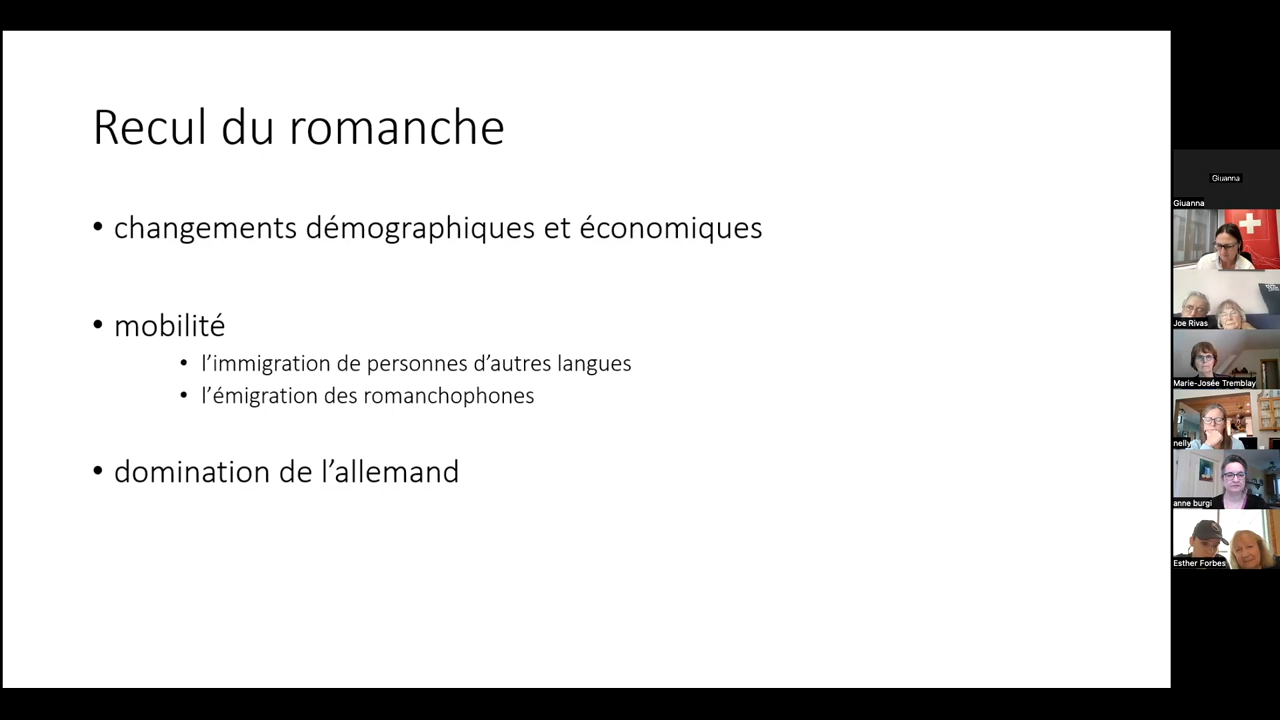 Recul du romanche
• changements démographiques et économiques
• mobilité
• l’immigration de personnes d’autres langues
• l’émigration des romanchophones
• domination de l’allemand
Giuanna
Giuanna
Joe Rivas
Marie-Josée Tremblay
nelly
anne burgi
Esther Forbes